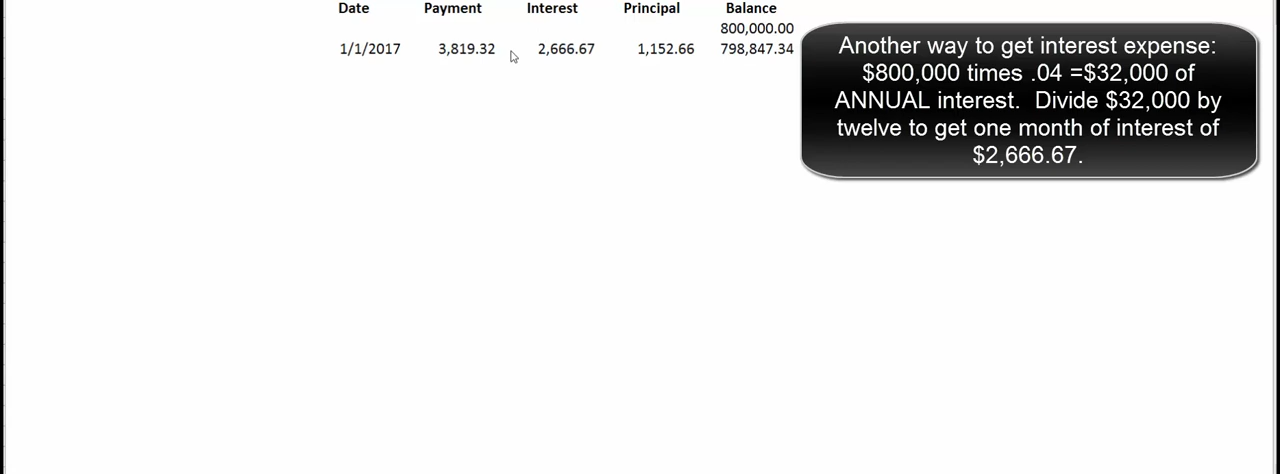 Date Payment Interest Principal Balance
800,000.00
1/1/2017 3,819.32 2,666.67 1,152.66 798,847.34
Another way to get interest expense:
$800,000 times .04 =$32,000 of
ANNUAL interest. Divide $32,000 by
twelve to get one month of interest of
$2,666.67.